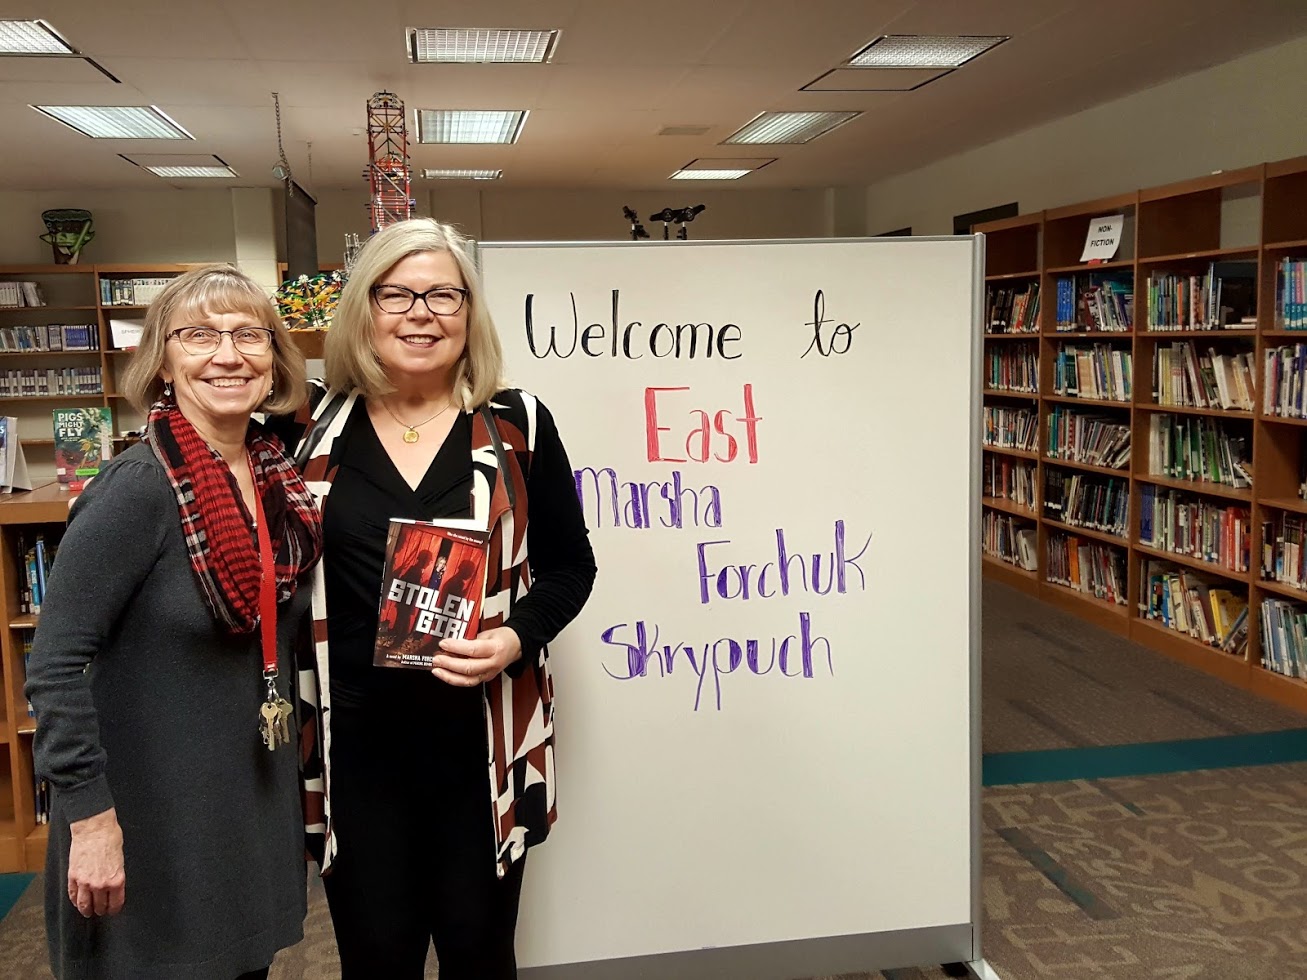 Welcome to
East
Marsha
Forchuk
Skrypuch
STOLEN
GIRL
PIGS
MIGHT
FLY
NON-
FICTION